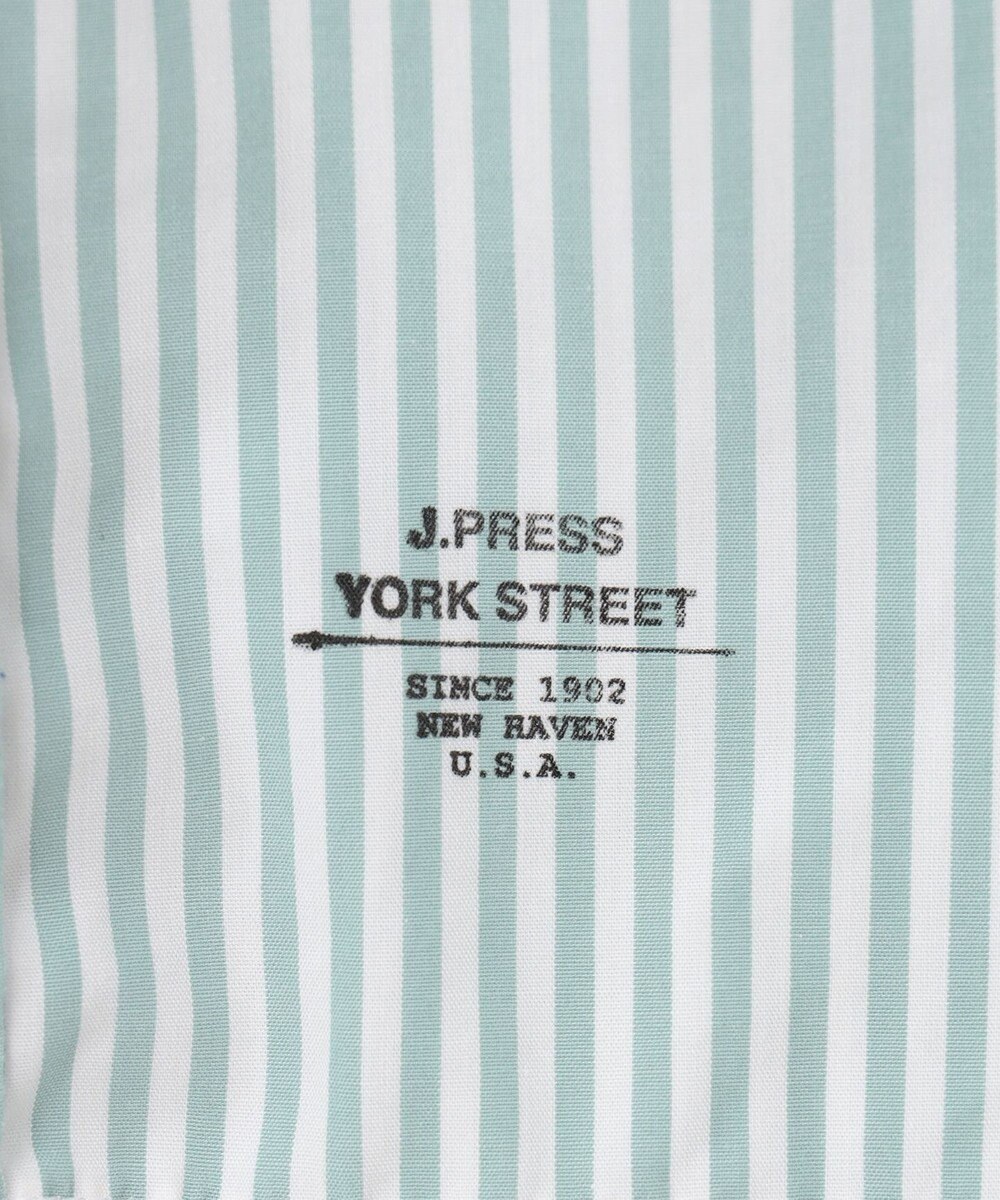 J.PRESS
YORK STREET
SINCE 1902
NEW HAVEN
U.S.A.